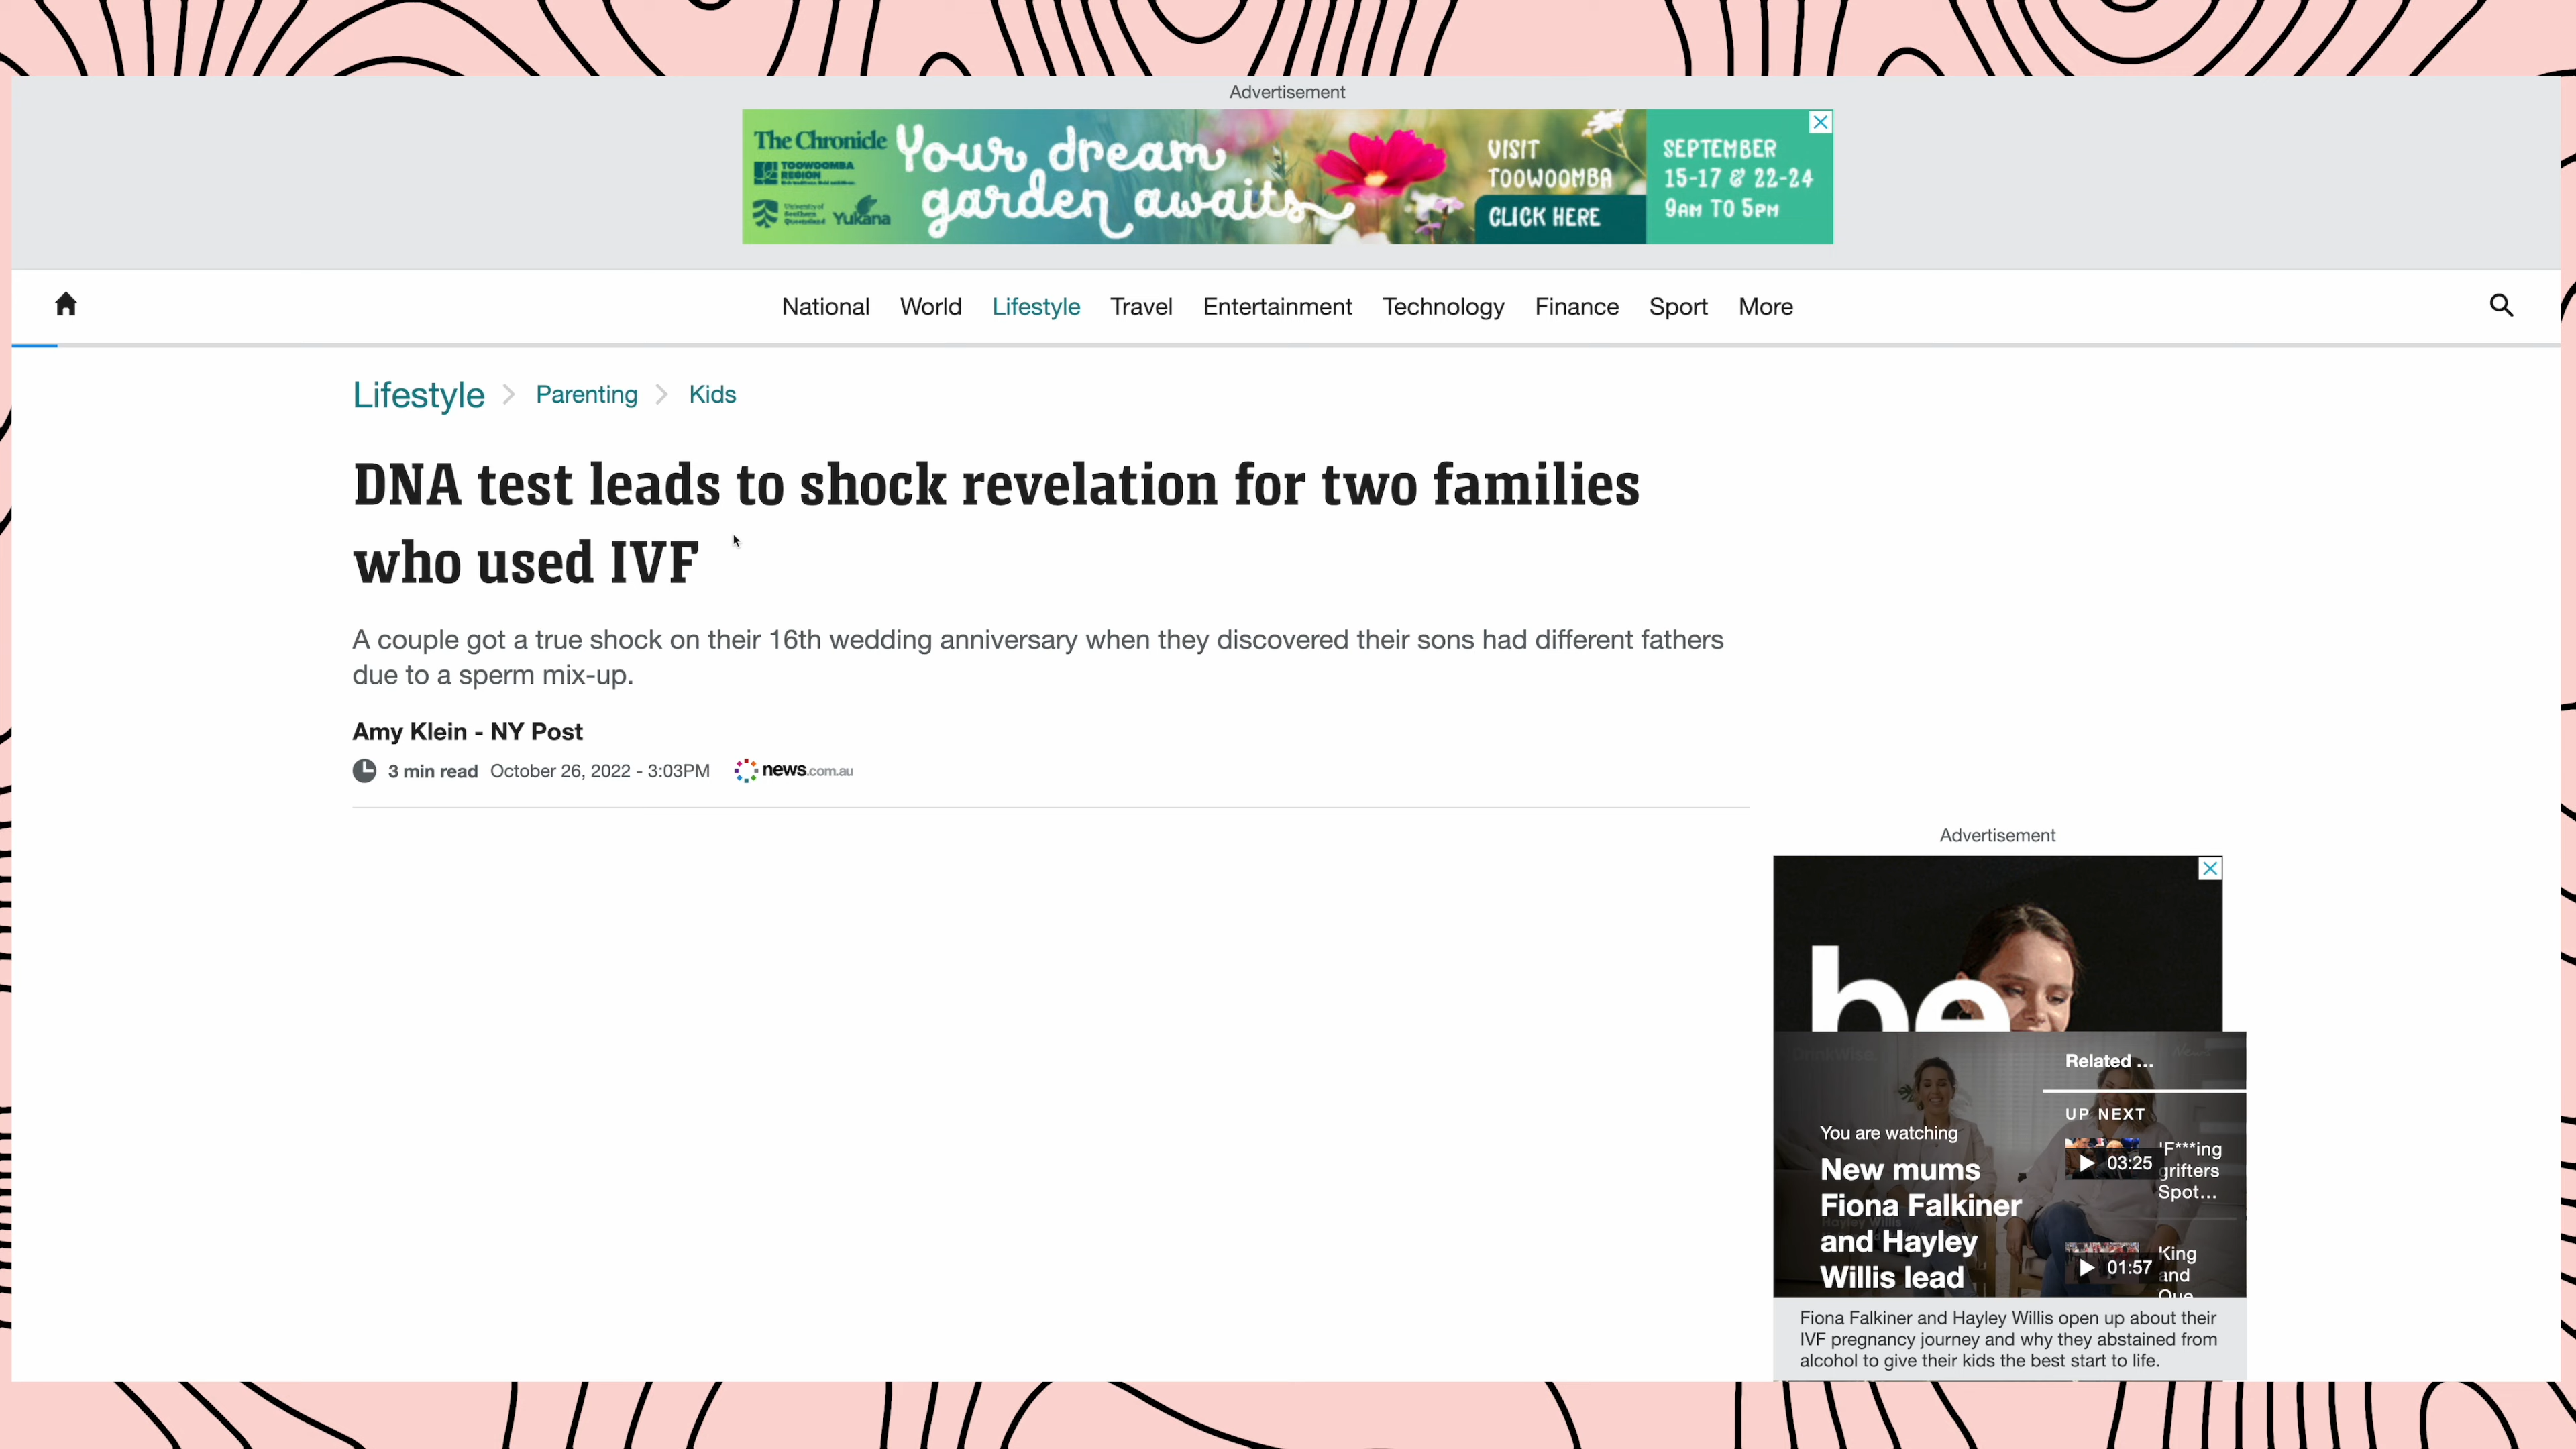 Advertisement
The Chronicle
TOOWOOMBA
REGION
University of
Southern
Queensland
Yukana
Your dream
garden awaits
VISIT
TOOWOOMBA
CLICK HERE
SEPTEMBER
15-17 & 22-24
9AM TO 5PM
National World Lifestyle Travel Entertainment Technology Finance Sport More
Lifestyle > Parenting > Kids
DNA test leads to shock revelation for two families
who used IVF
A couple got a true shock on their 16th wedding anniversary when they discovered their sons had different fathers
due to a sperm mix-up.
Amy Klein - NY Post
3 min read October 26, 2022 - 3:03PM news.com.au
Advertisement
be
DrinkWise
Related ...
UP NEXT
You are watching
New mums
Fiona Falkiner
and Hayley
Willis lead
Hayley Willis
03:25
'F***ing
grifters
Spot...
01:57
King
and
Que
Fiona Falkiner and Hayley Willis open up about their
IVF pregnancy journey and why they abstained from
alcohol to give their kids the best start to life.